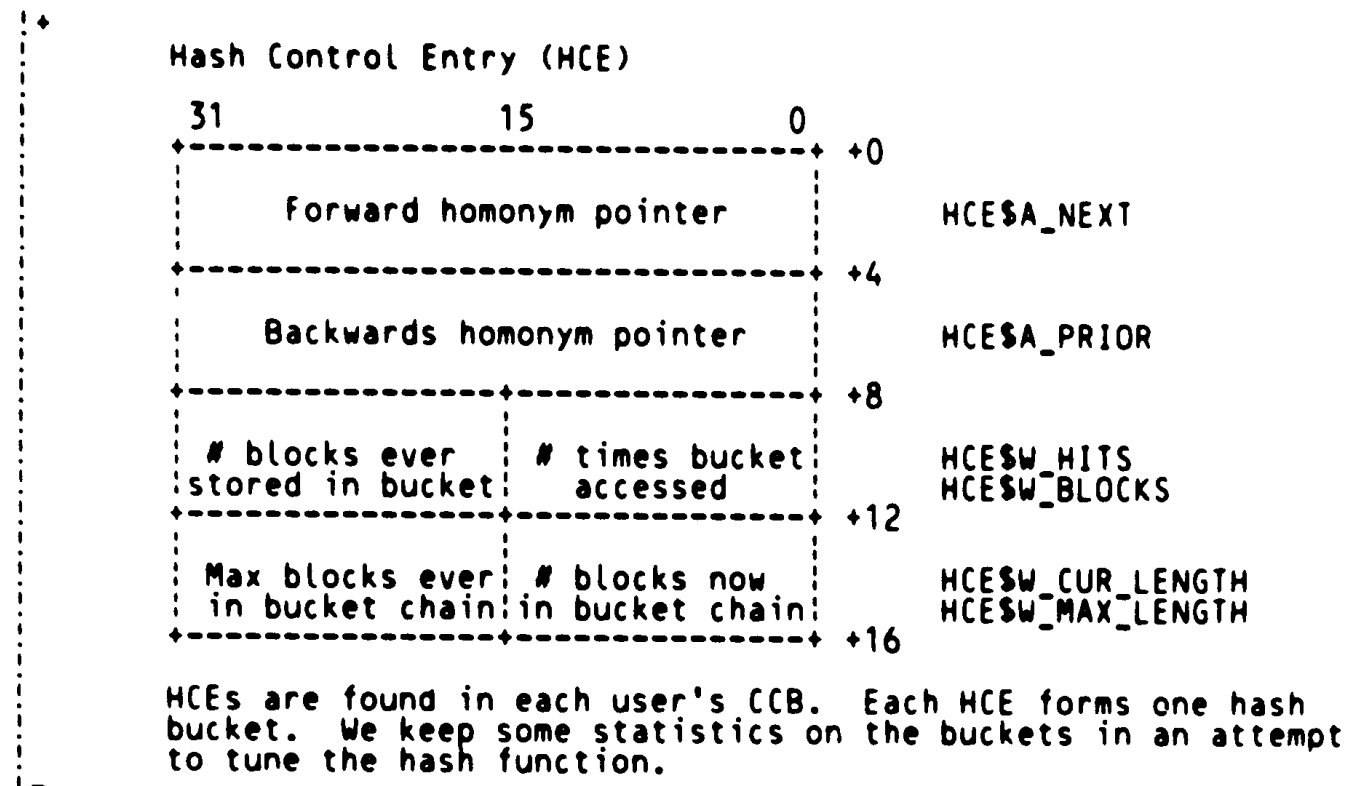 !+
Hash Control Entry (HCE)
31 15 0
+-------------------------------+ +0
Forward homonym pointer HCE$A_NEXT
+-------------------------------+ +4
Backwards homonym pointer HCE$A_PRIOR
+---------------+---------------+ +8
# blocks ever ! # times bucket! HCE$W_HITS
!stored in bucket! accessed HCE$W_BLOCKS
+---------------+---------------+ +12
Max blocks ever! # blocks now HCE$W_CUR_LENGTH
in bucket chain!in bucket chain! HCE$W_MAX_LENGTH
+---------------+---------------+ +16
HCEs are found in each user's CCB. Each HCE forms one hash
bucket. We keep some statistics on the buckets in an attempt
to tune the hash function.